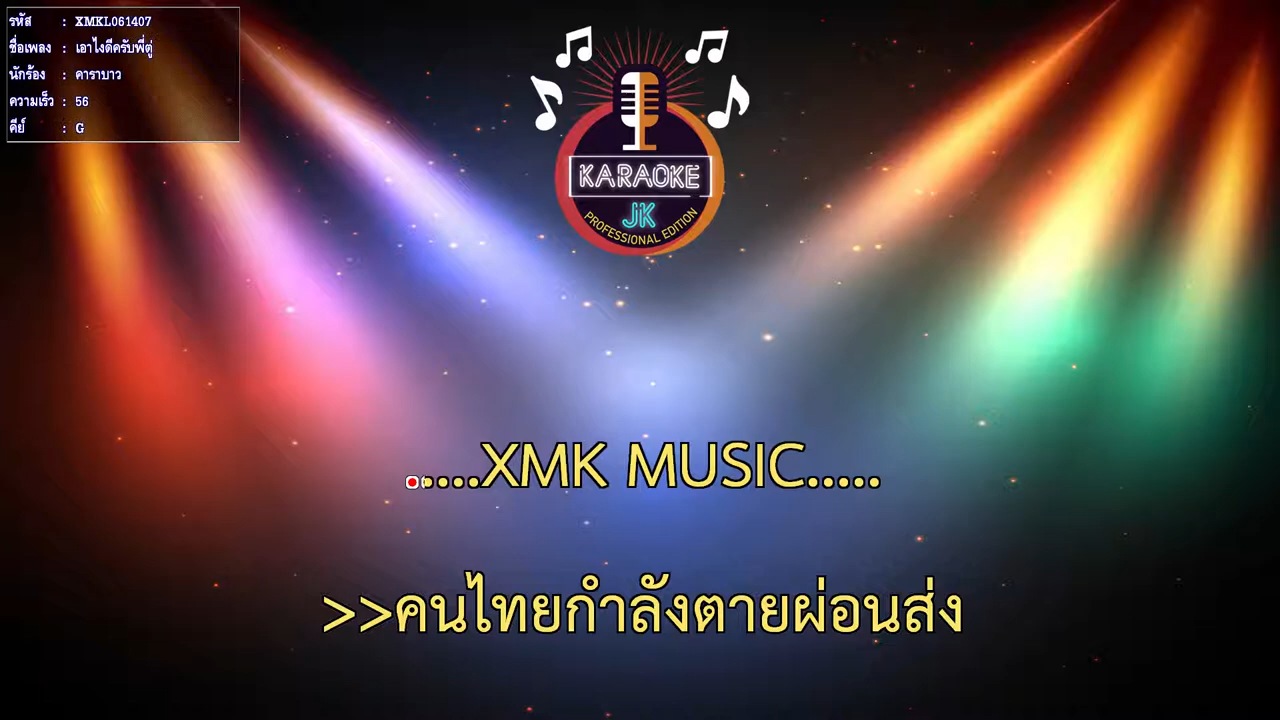 รหัส : XMKL061407
ชื่อเพลง : เอาไงดีครับพี่ตู่
นักร้อง : คาราบาว
ความเร็ว : 56
คีย์ : G
KARAOKE
JK
PROFESSIONAL EDITION
.....XMK MUSIC.....
>>คนไทยกำลังตายผ่อนส่ง